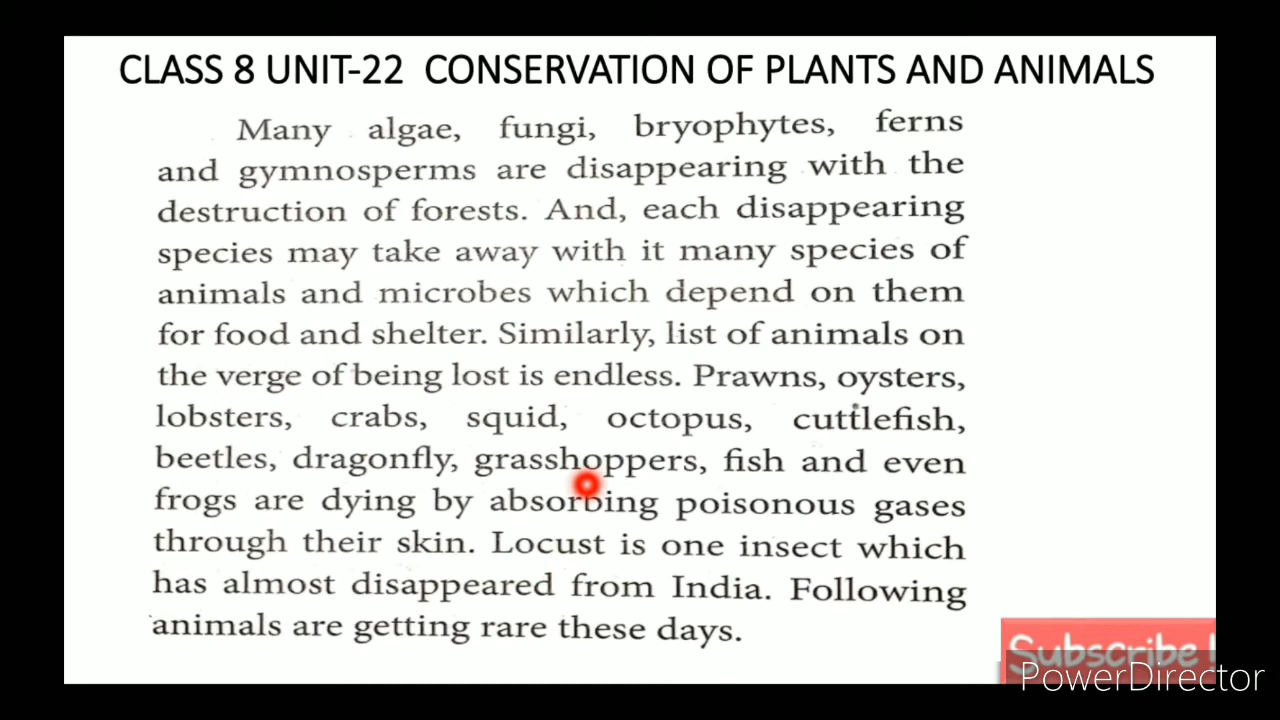 CLASS 8 UNIT-22 CONSERVATION OF PLANTS AND ANIMALS
Many algae, fungi, bryophytes, ferns
and gymnosperms are disappearing with the
destruction of forests. And, each disappearing
species may take away with it many species of
animals and microbes which depend on them
for food and shelter. Similarly, list of animals on
the verge of being lost is endless. Prawns, oysters,
lobsters, crabs, squid, octopus, cuttlefish,
beetles, dragonfly, grasshoppers, fish and even
frogs are dying by absorbing poisonous gases
through their skin. Locust is one insect which
has almost disappeared from India. Following
animals are getting rare these days.
Subscribe !
PowerDirector